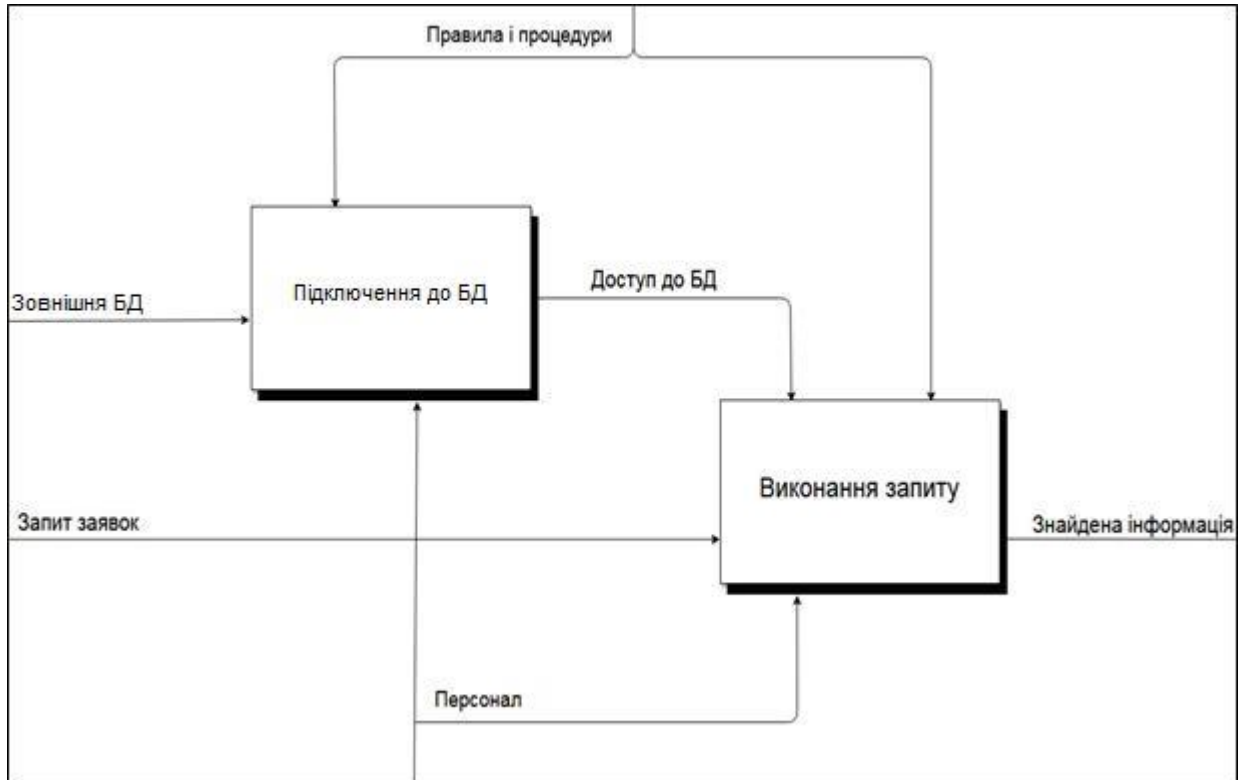 Правила і процедури
Підключення до БД
Доступ до БД
Зовнішня БД
Виконання запиту
Запит заявок
Знайдена інформація
Персонал